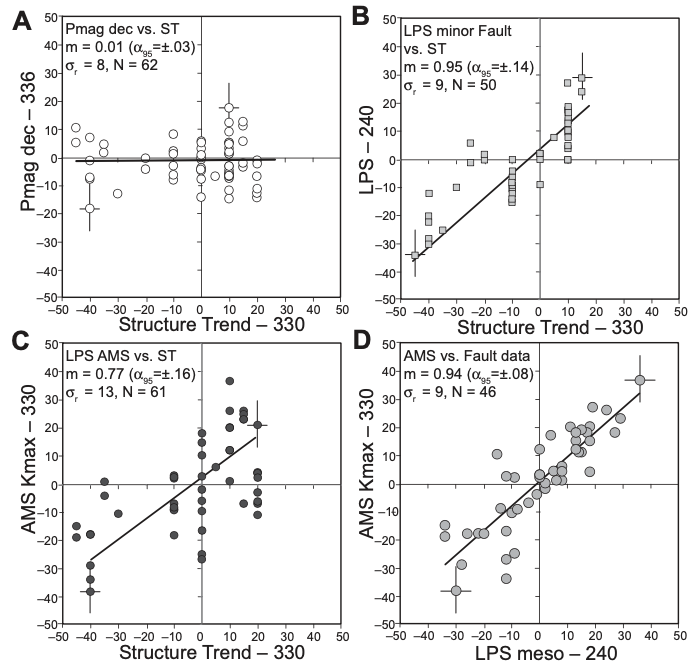 A
Pmag dec vs. ST
m = 0.01 (α95=±.03)
σr = 8, N = 62
Pmag dec – 336
50
40
30
20
10
0
–10
–20
–30
–40
–50
–50 –40 –30 –20 –10 0 10 20 30 40 50
Structure Trend – 330
B
LPS minor Fault
vs ST
m = 0.95 (α95=±.14)
σr = 9, N = 50
LPS – 240
50
40
30
20
10
0
–10
–20
–30
–40
–50
–50 –40 –30 –20 –10 0 10 20 30 40 50
Structure Trend – 330
C
LPS AMS vs. ST
m = 0.77 (α95=±.16)
σr = 13, N = 61
AMS Kmax – 330
50
40
30
20
10
0
–10
–20
–30
–40
–50
–50 –40 –30 –20 –10 0 10 20 30 40 50
Structure Trend – 330
D
AMS vs. Fault data
m = 0.94 (α95=±.08)
σr = 9, N = 46
AMS Kmax – 330
50
40
30
20
10
0
–10
–20
–30
–40
–50
–50 –40 –30 –20 –10 0 10 20 30 40 50
LPS meso – 240